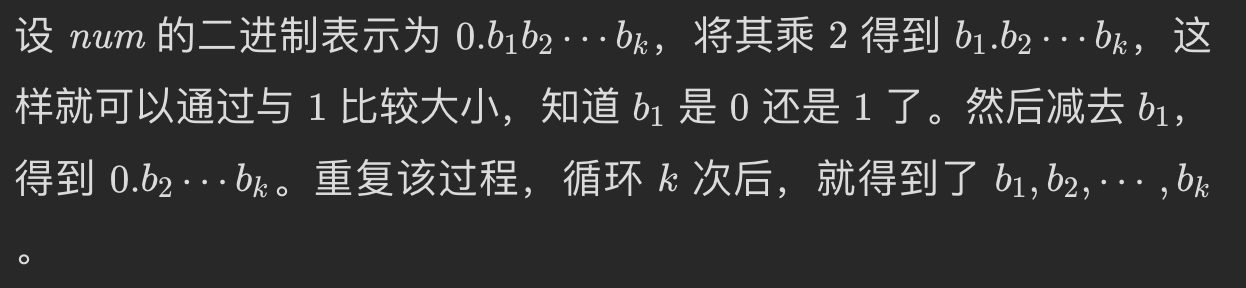 设 num 的二进制表示为 0.b₁b₂⋯bₖ，将其乘 2 得到 b₁.b₂⋯bₖ，这
样就可以通过与 1 比较大小，知道 b₁ 是 0 还是 1 了。然后减去 b₁，
得到 0.b₂⋯bₖ。重复该过程，循环 k 次后，就得到了 b₁,b₂,⋯,bₖ
。